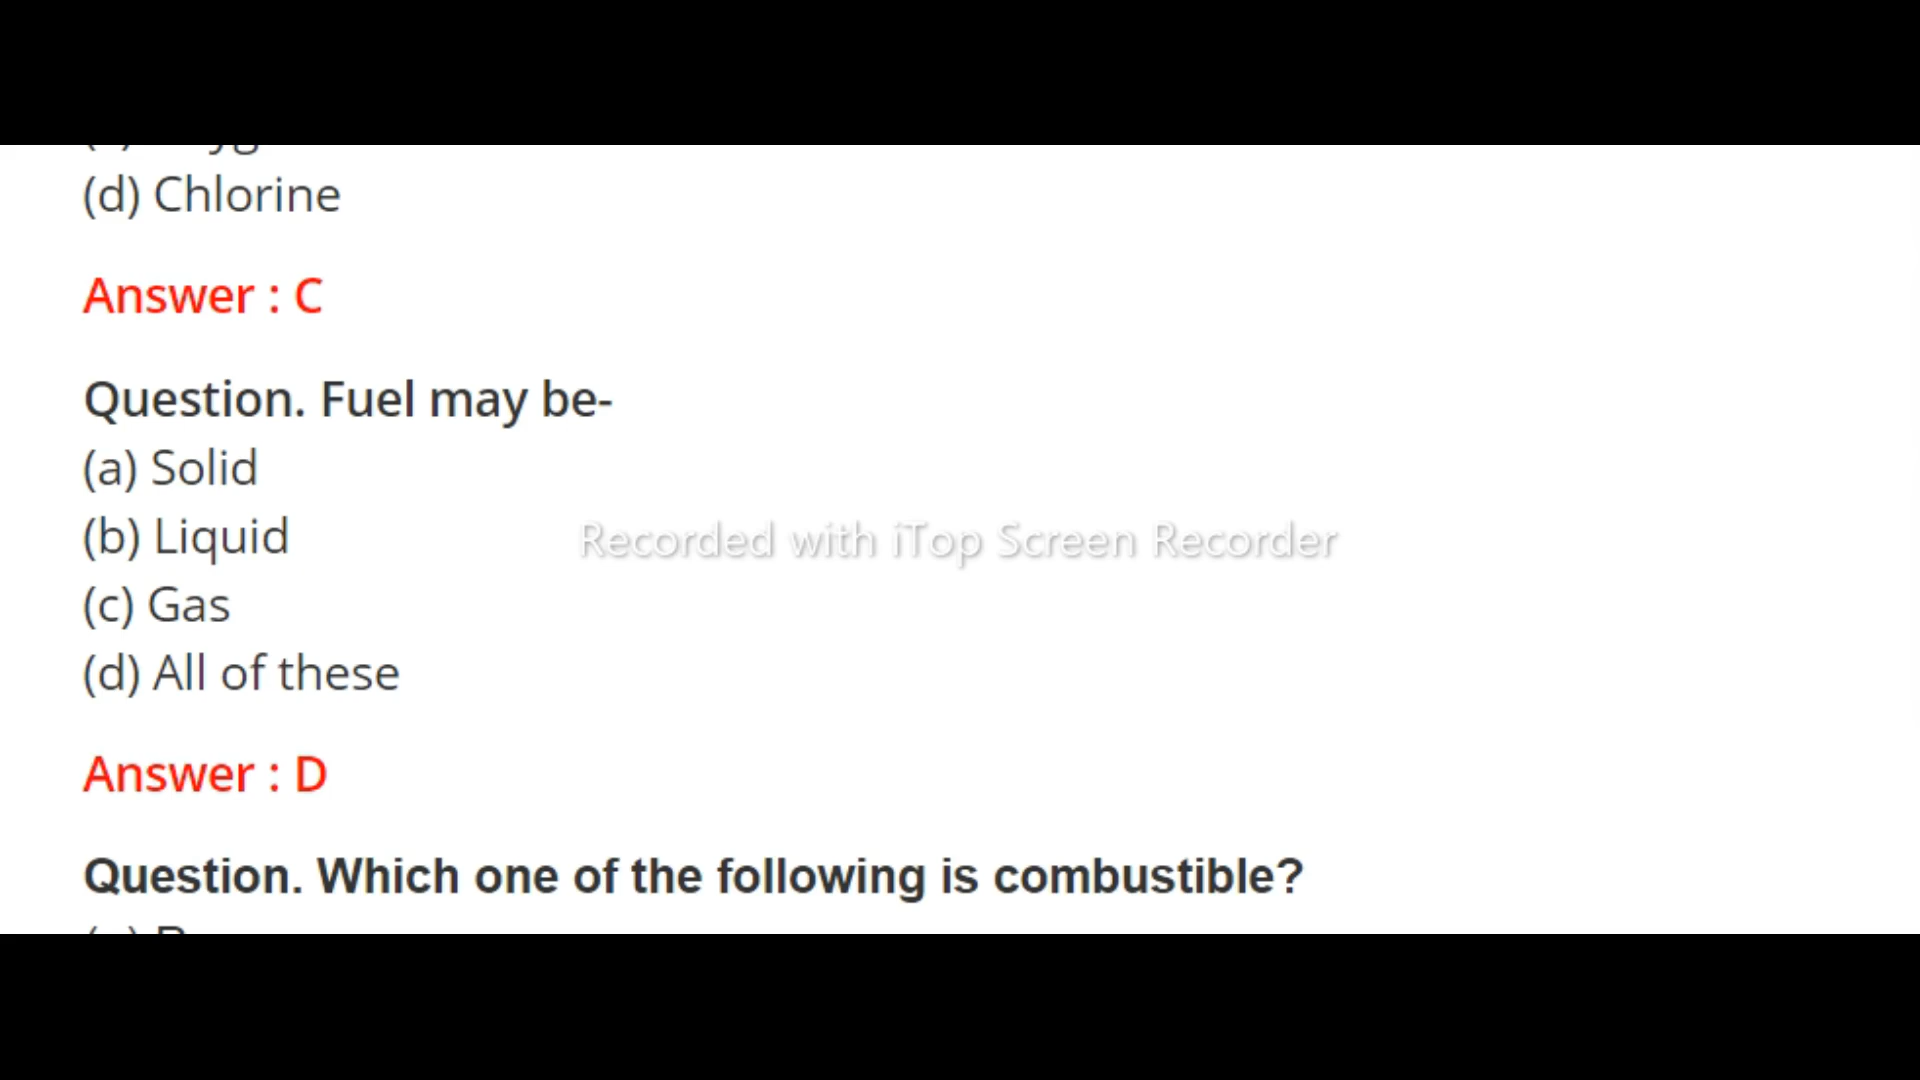 (d) Chlorine
Answer : C
Question. Fuel may be-
(a) Solid
(b) Liquid
Recorded with iTop Screen Recorder
(c) Gas
(d) All of these
Answer : D
Question. Which one of the following is combustible?